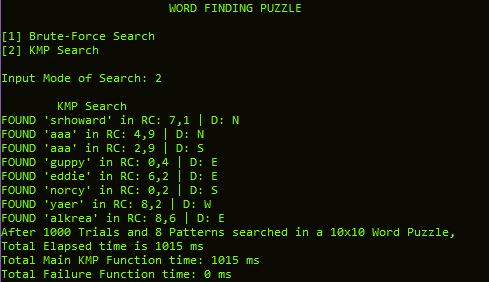 WORD FINDING PUZZLE
[1] Brute-Force Search
[2] KMP Search
Input Mode of Search: 2
KMP Search
FOUND 'srhoward' in RC: 7,1 | D: N
FOUND 'aaa' in RC: 4,9 | D: N
FOUND 'aaa' in RC: 2,9 | D: S
FOUND 'guppy' in RC: 0,4 | D: E
FOUND 'eddie' in RC: 6,2 | D: E
FOUND 'norcy' in RC: 0,2 | D: S
FOUND 'yaer' in RC: 8,2 | D: W
FOUND 'alkrea' in RC: 8,6 | D: E
After 1000 Trials and 8 Patterns searched in a 10x10 Word Puzzle,
Total Elapsed time is 1015 ms
Total Main KMP Function time: 1015 ms
Total Failure Function time: 0 ms